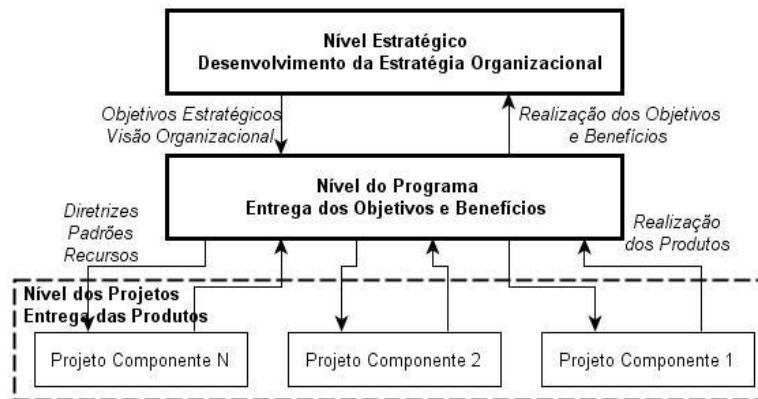 Nível Estratégico
Desenvolvimento da Estratégia Organizacional
Objetivos Estratégicos
Visão Organizacional
Realização dos Objetivos
e Benefícios
Nível do Programa
Entrega dos Objetivos e Benefícios
Diretrizes
Padrões
Recursos
Realização
dos Produtos
Nível dos Projetos
Entrega das Produtos
Projeto Componente N
Projeto Componente 2
Projeto Componente 1